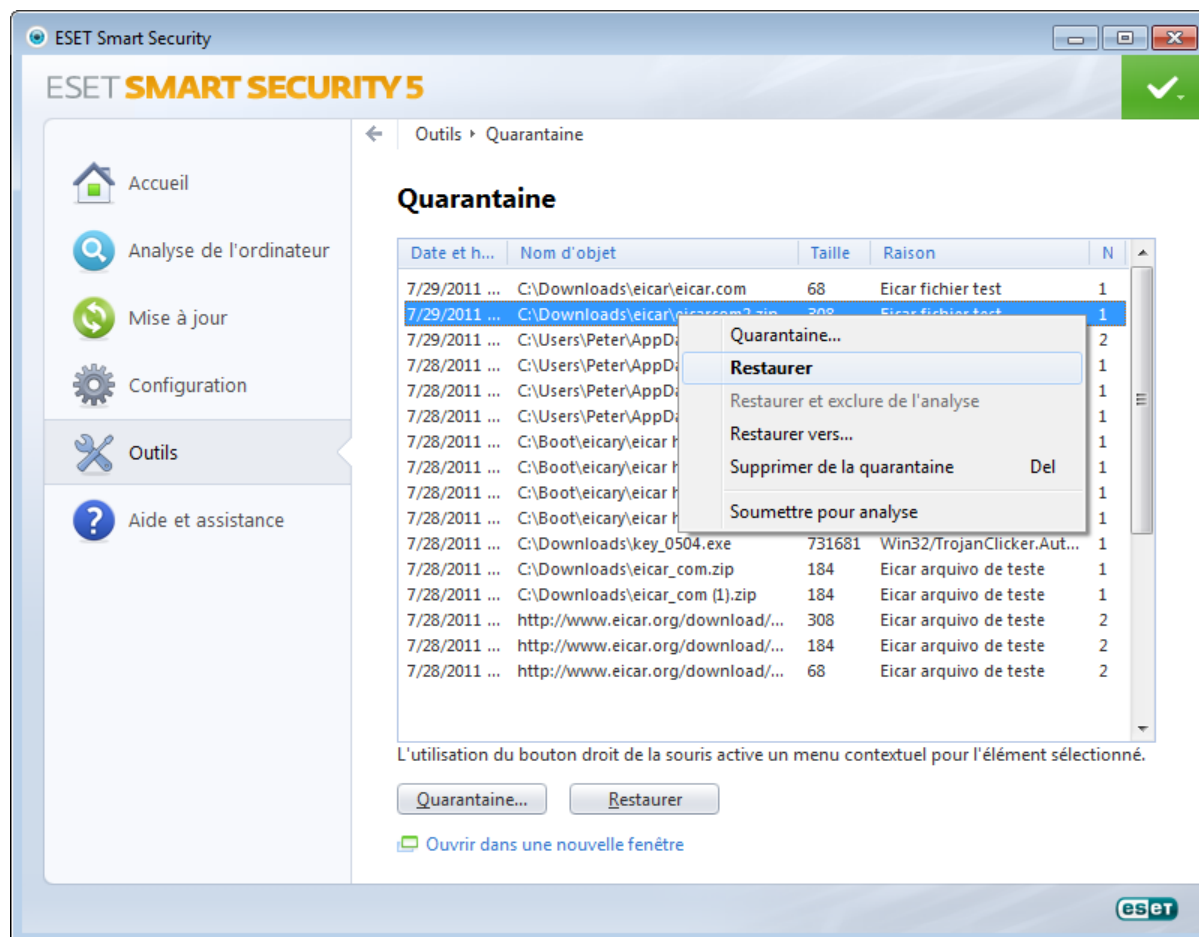 ESET Smart Security
ESET SMART SECURITY 5
Accueil
Analyse de l'ordinateur
Mise à jour
Configuration
Outils
Aide et assistance
Outils Quarantaine
Quarantaine
Date et h... Nom d'objet Taille Raison N
7/29/2011 ... C:\Downloads\eicar\eicar.com 68 Eicar fichier test 1
7/29/2011 ... C:\Downloads\eicar\eicarcom2.zip 308 Eicar fichier test 1
7/29/2011 ... C:\Users\Peter\AppDa 2
7/28/2011 ... C:\Users\Peter\AppDa 1
7/28/2011 ... C:\Users\Peter\AppDa 1
7/28/2011 ... C:\Users\Peter\AppDa 1
7/28/2011 ... C:\Boot\eicary\eicar 1
7/28/2011 ... C:\Boot\eicary\eicar 1
7/28/2011 ... C:\Boot\eicary\eicar 1
7/28/2011 ... C:\Boot\eicary\eicar 1
7/28/2011 ... C:\Downloads\key_0504.exe 731681 Win32/TrojanClicker.Aut... 1
7/28/2011 ... C:\Downloads\eicar_com.zip 184 Eicar arquivo de teste 1
7/28/2011 ... C:\Downloads\eicar_com (1).zip 184 Eicar arquivo de teste 1
7/28/2011 ... http://www.eicar.org/download/... 308 Eicar arquivo de teste 2
7/28/2011 ... http://www.eicar.org/download/... 184 Eicar arquivo de teste 2
7/28/2011 ... http://www.eicar.org/download/... 68 Eicar arquivo de teste 2
Quarantaine...
Restaurer
Restaurer et exclure de l'analyse
Restaurer vers...
Supprimer de la quarantaine Del
Soumettre pour analyse
L'utilisation du bouton droit de la souris active un menu contextuel pour l'élément sélectionné.
Quarantaine... Restaurer
Ouvrir dans une nouvelle fenêtre
eseT